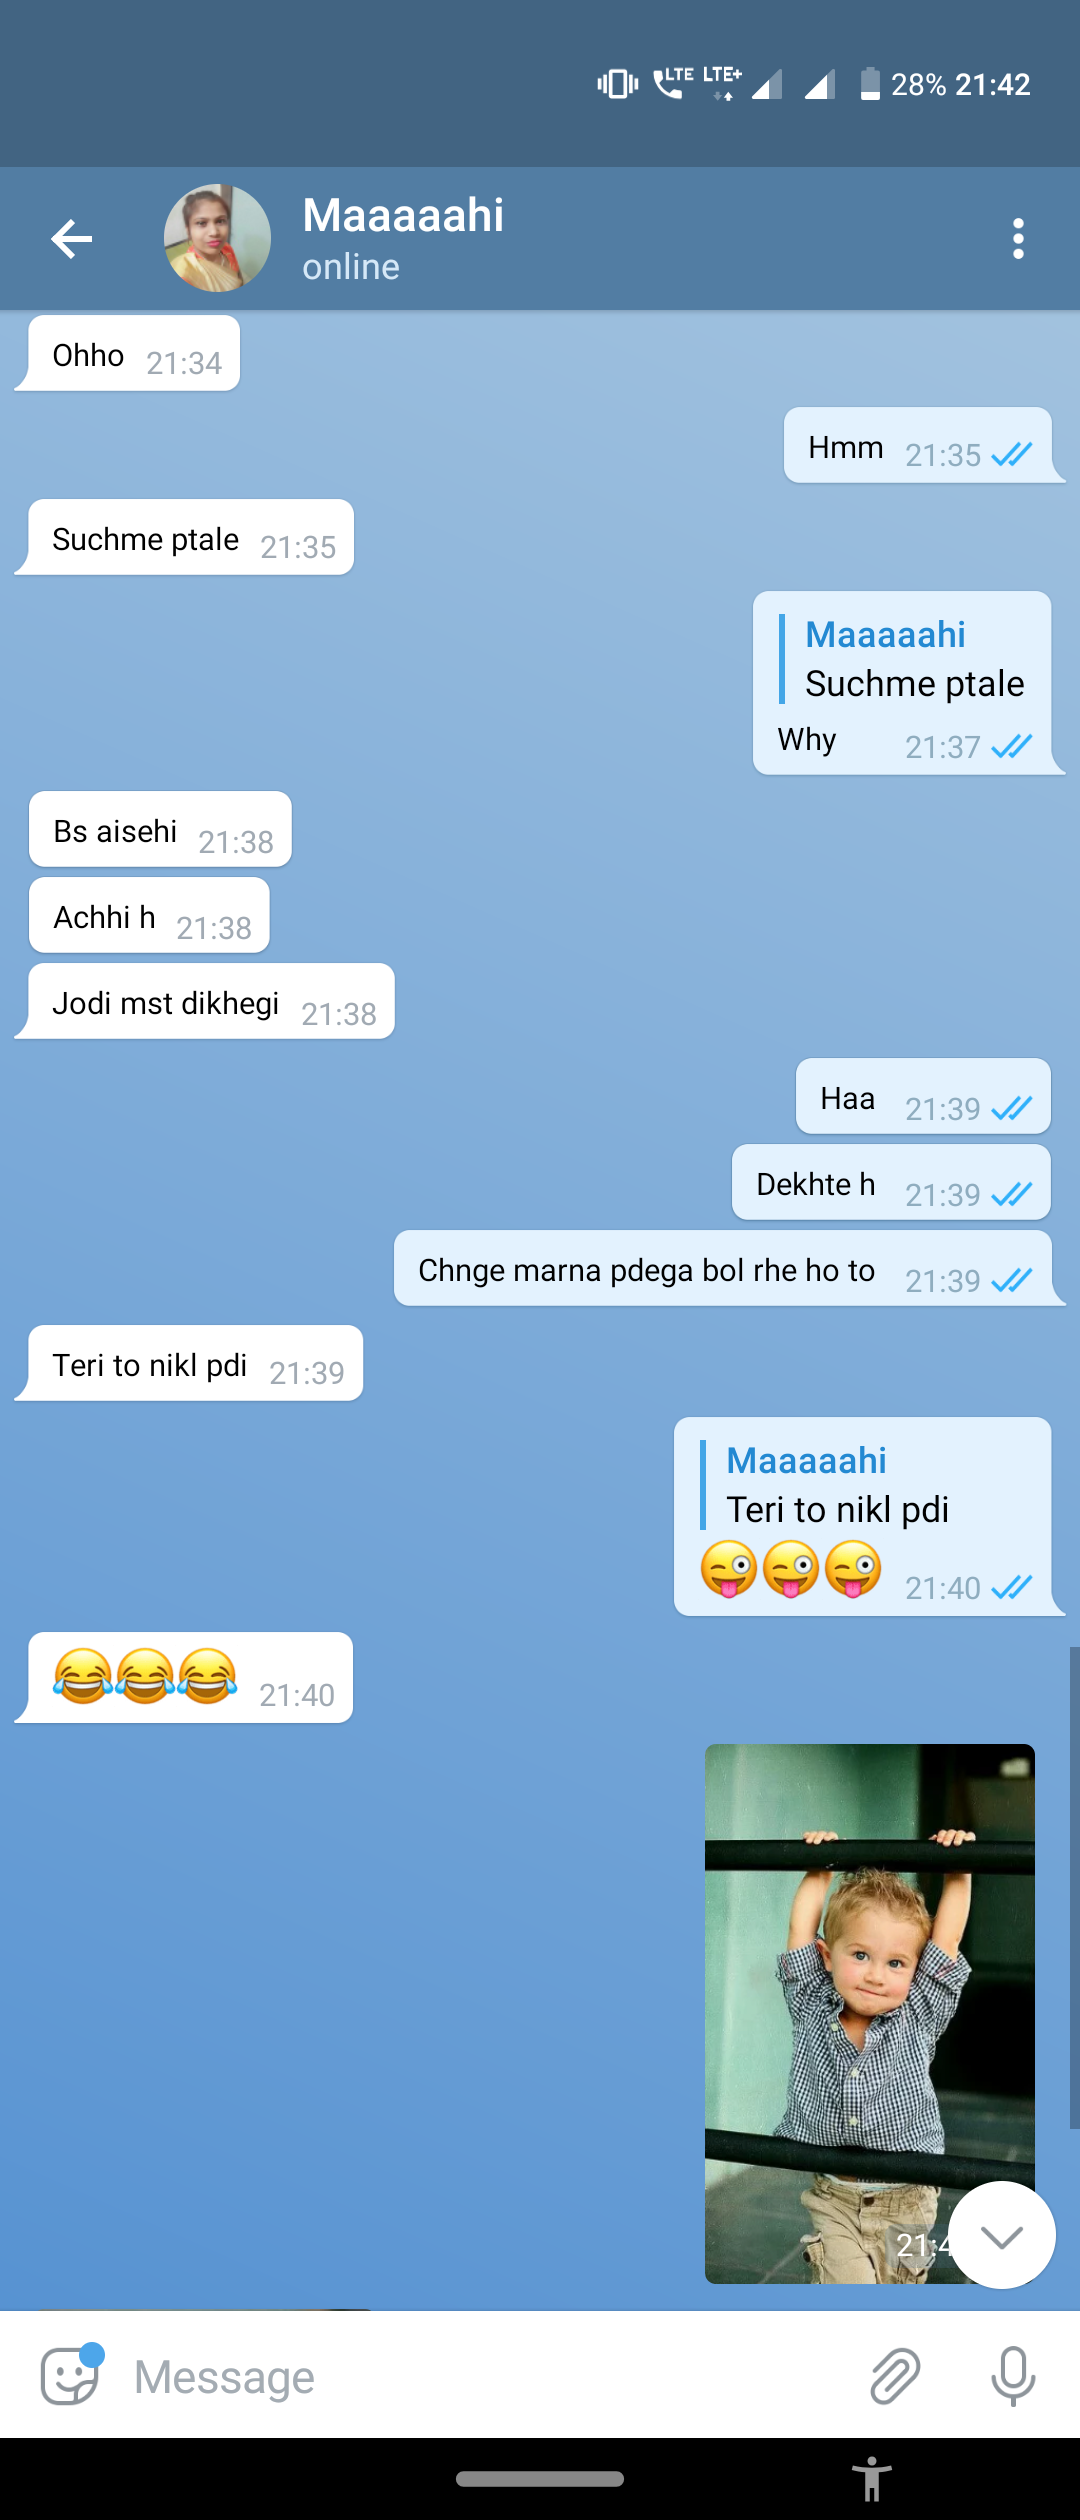 LTE LTE+ 28% 21:42
Maaaaahi
online
Ohho 21:34
Hmm 21:35
Suchme ptale 21:35
Maaaaahi
Suchme ptale
Why 21:37
Bs aisehi 21:38
Achhi h 21:38
Jodi mst dikhegi 21:38
Haa 21:39
Dekhte h 21:39
Chnge marna pdega bol rhe ho to 21:39
Teri to nikl pdi 21:39
Maaaaahi
Teri to nikl pdi
😜😜😜 21:40
😂😂😂 21:40
Message